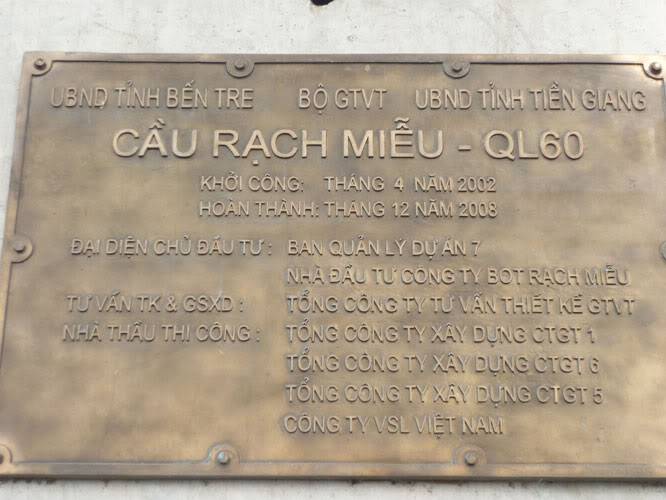 UBND TỈNH BẾN TRE BỘ GTVT UBND TỈNH TIỀN GIANG
CẦU RẠCH MIỄU - QL60
KHỞI CÔNG: THÁNG 4 NĂM 2002
HOÀN THÀNH: THÁNG 12 NĂM 2008
ĐẠI DIỆN CHỦ ĐẦU TƯ : BAN QUẢN LÝ DỰ ÁN 7
NHÀ ĐẦU TƯ CÔNG TY BOT RẠCH MIỄU
TƯ VẤN TK & GSXD : TỔNG CÔNG TY TƯ VẤN THIẾT KẾ GTVT
NHÀ THẦU THI CÔNG : TỔNG CÔNG TY XÂY DỰNG CTGT 1
TỔNG CÔNG TY XÂY DỰNG CTGT 6
TỔNG CÔNG TY XÂY DỰNG CTGT 5
CÔNG TY VSL VIỆT NAM